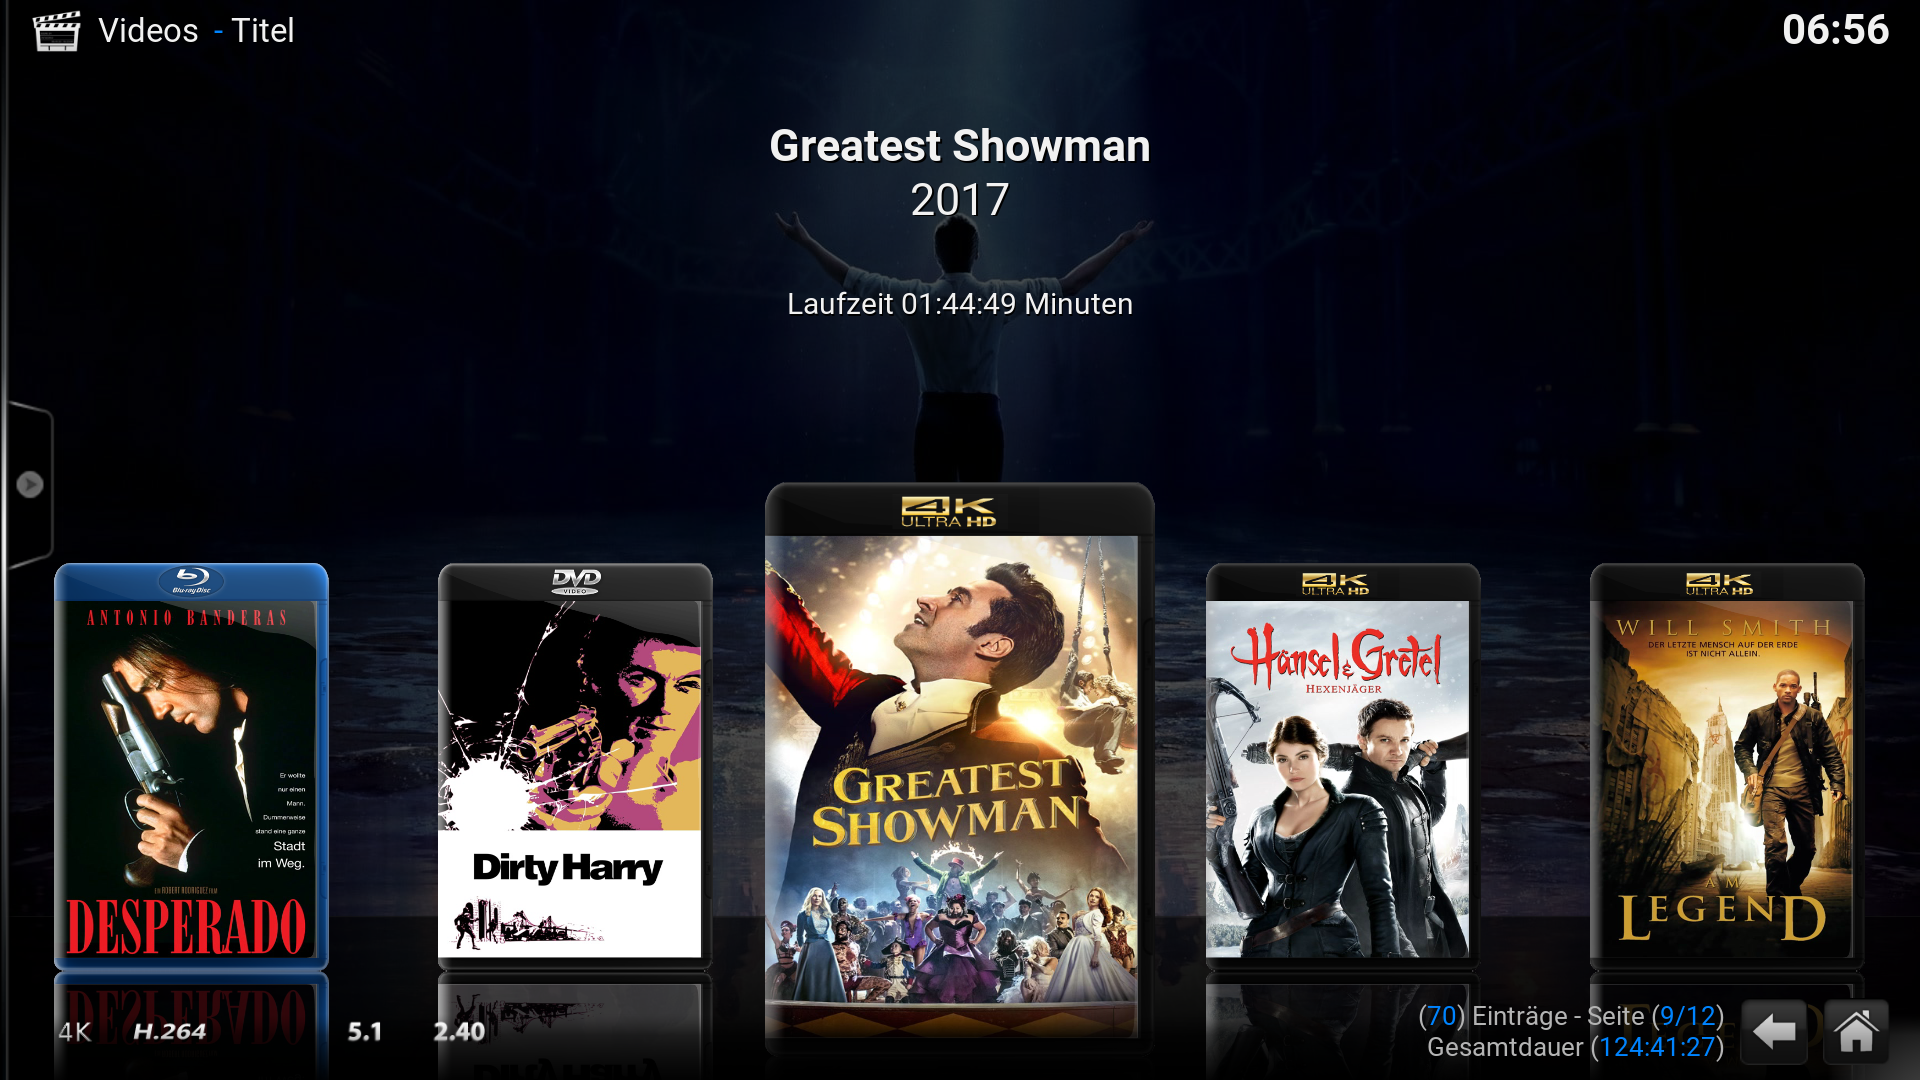 Videos - Titel
06:56
Greatest Showman
2017
Laufzeit 01:44:49 Minuten
Blu-ray Disc
ANTONIO BANDERAS
Er wollte
nur einen
Mann.
Dummerweise
stand eine ganze
Stadt
im Weg.
EIN ROBERT RODRIGUEZ FILM
DESPERADO
DVD
VIDEO
Dirty Harry
4K
ULTRA HD
GREATEST
SHOWMAN
4K
ULTRA HD
Hänsel & Gretel
HEXENJÄGER
4K
ULTRA HD
WILL SMITH
DER LETZTE MENSCH AUF DER ERDE
IST NICHT ALLEIN.
I AM
LEGEND
4K H.264 5.1 2.40
(70) Einträge - Seite (9/12)
Gesamtdauer (124:41:27)